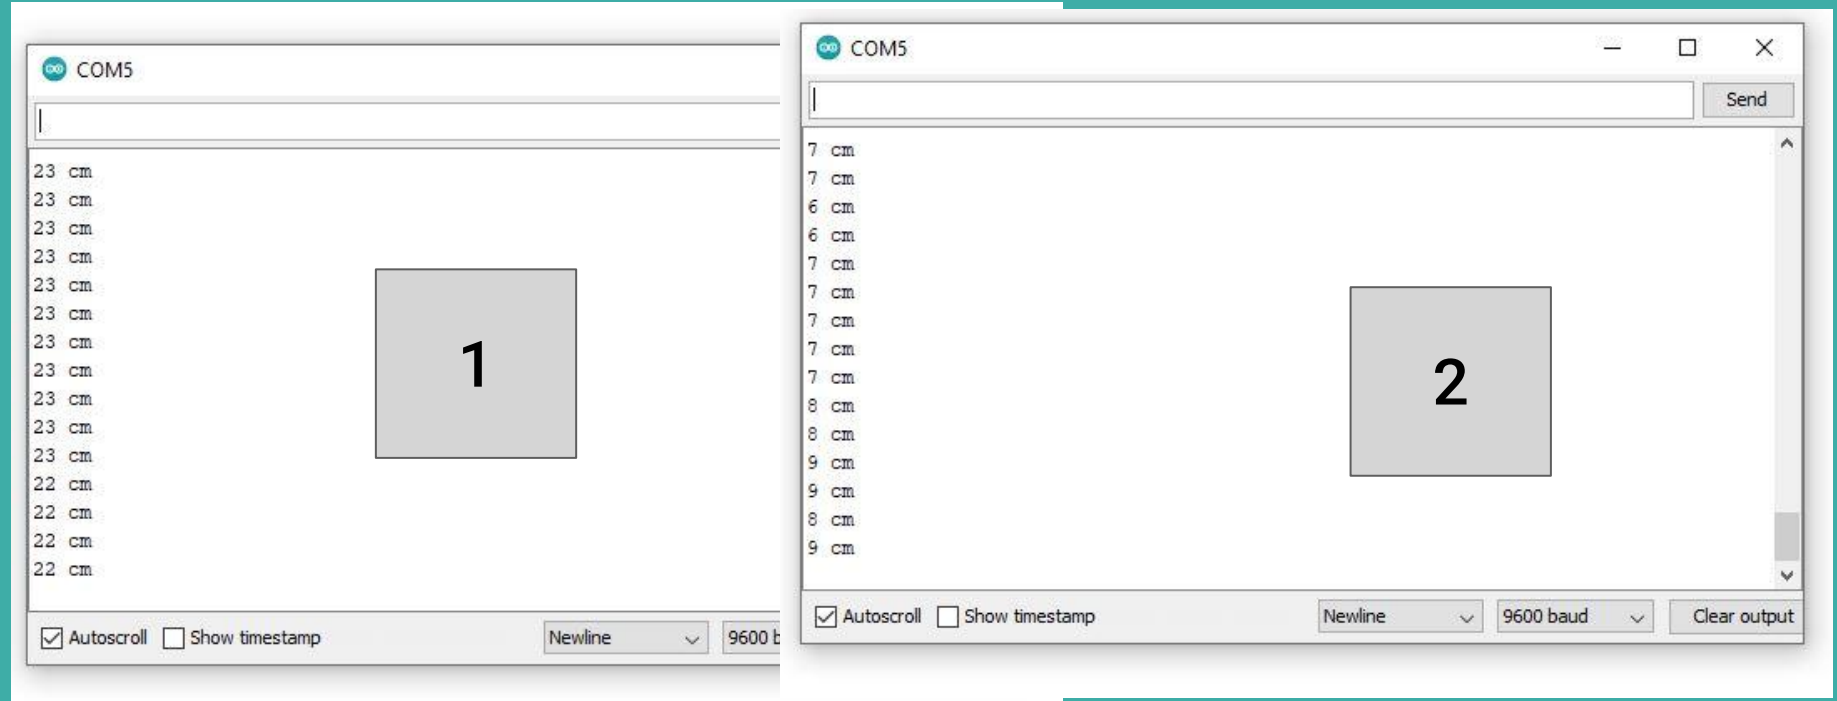 COM5
23 cm
23 cm
23 cm
23 cm
23 cm
23 cm
23 cm
23 cm
23 cm
23 cm
23 cm
22 cm
22 cm
22 cm
22 cm
1
Autoscroll Show timestamp Newline 9600 b
COM5
Send
7 cm
7 cm
6 cm
6 cm
7 cm
7 cm
7 cm
7 cm
7 cm
8 cm
8 cm
9 cm
9 cm
8 cm
9 cm
2
Autoscroll Show timestamp Newline 9600 baud Clear output